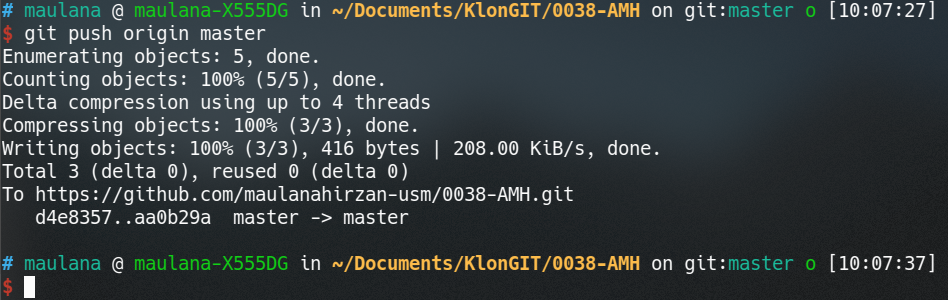 # maulana @ maulana-X555DG in ~/Documents/KlonGIT/0038-AMH on git:master o [10:07:27]
$ git push origin master
Enumerating objects: 5, done.
Counting objects: 100% (5/5), done.
Delta compression using up to 4 threads
Compressing objects: 100% (3/3), done.
Writing objects: 100% (3/3), 416 bytes | 208.00 KiB/s, done.
Total 3 (delta 0), reused 0 (delta 0)
To https://github.com/maulanahirzan-usm/0038-AMH.git
   d4e8357..aa0b29a  master -> master

# maulana @ maulana-X555DG in ~/Documents/KlonGIT/0038-AMH on git:master o [10:07:37]
$